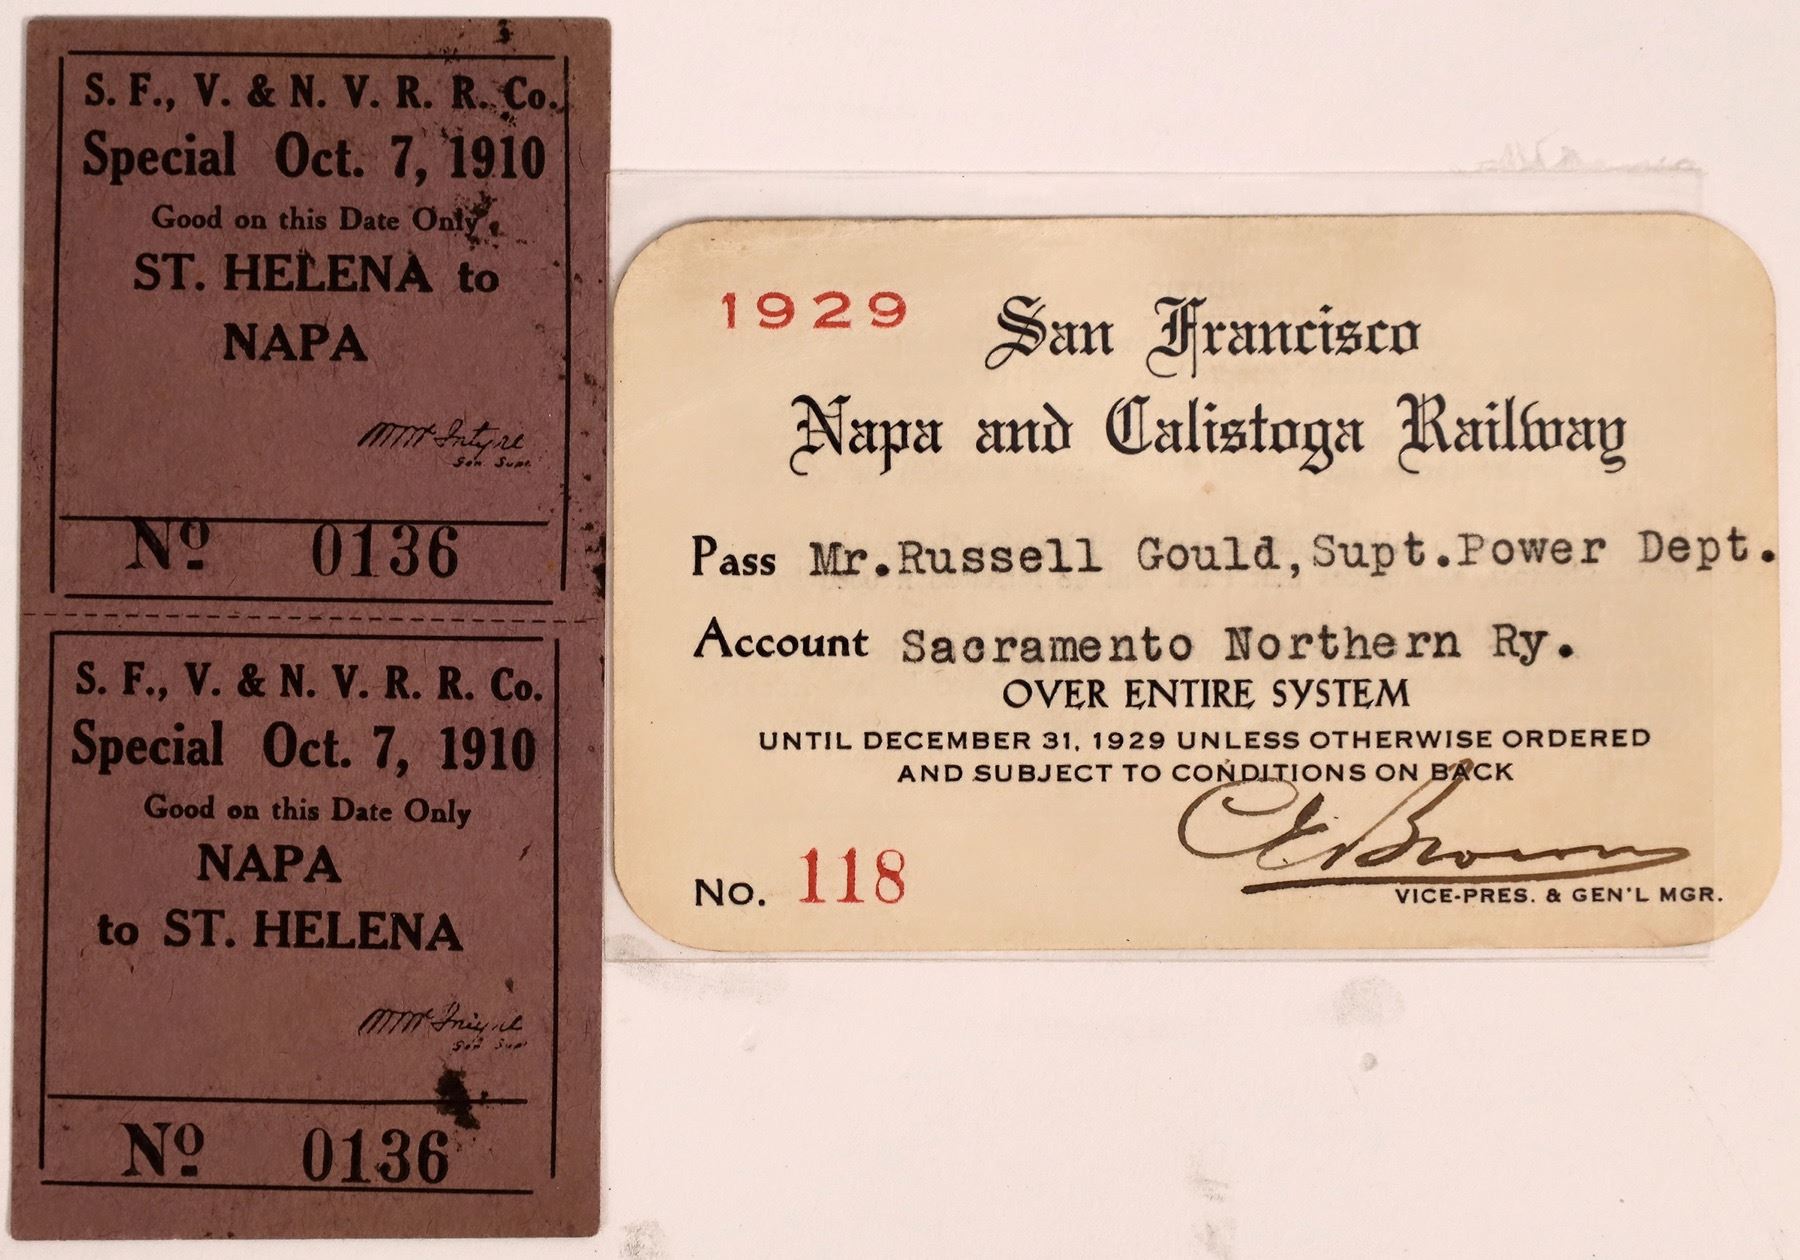 S. F., V. & N. V. R. R. Co.
Special Oct. 7, 1910
Good on this Date Only
ST. HELENA to
NAPA
Nº 0136
S. F., V. & N. V. R. R. Co.
Special Oct. 7, 1910
Good on this Date Only
NAPA
to ST. HELENA
Nº 0136
1929
San Francisco
Napa and Calistoga Railway
Pass Mr.Russell Gould,Supt.Power Dept.
Account Sacramento Northern Ry.
OVER ENTIRE SYSTEM
UNTIL DECEMBER 31, 1929 UNLESS OTHERWISE ORDERED
AND SUBJECT TO CONDITIONS ON BACK
Brown
VICE-PRES. & GEN'L MGR.
NO. 118